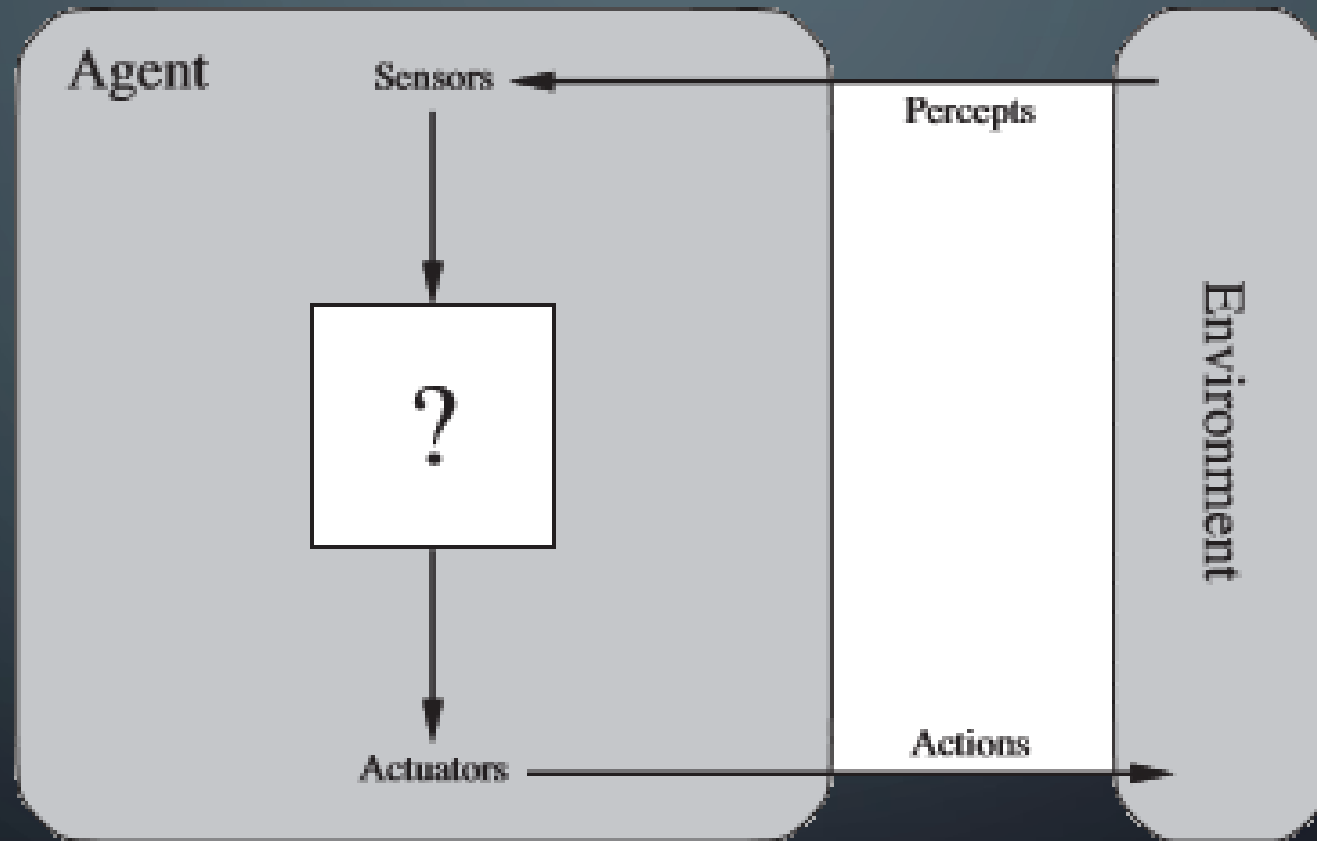 Agent
Sensors
Percepts
?
Environment
Actions
Actuators